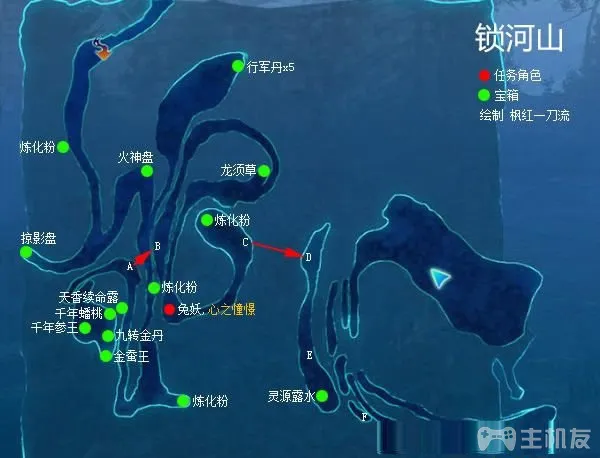 锁河山
任务角色
宝箱
绘制 枫红一刀流
行军丹x5
炼化粉
火神盘
龙须草
炼化粉
掠影盘
B
C
D
A
炼化粉
天香续命露
兔妖,心之憧憬
千年蟠桃
千年参王
九转金丹
金蚕王
E
灵源露水
炼化粉
F
主机友